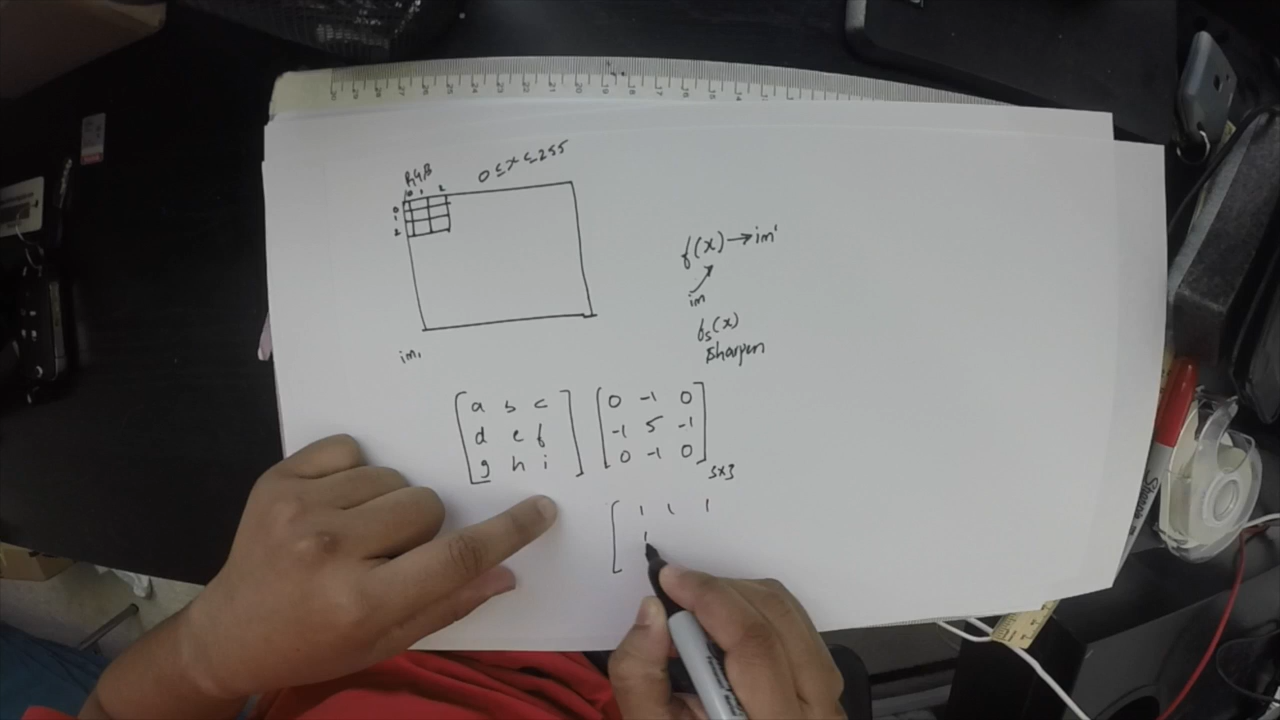 RGB
0 ≤ x ≤ 255
0 1 2
0
1
2
f(x) → im'
im
fs(x)
sharpen
im1
a b c
d e f
g h i
0 -1 0
-1 5 -1
0 -1 0
3x3
1 1 1
1